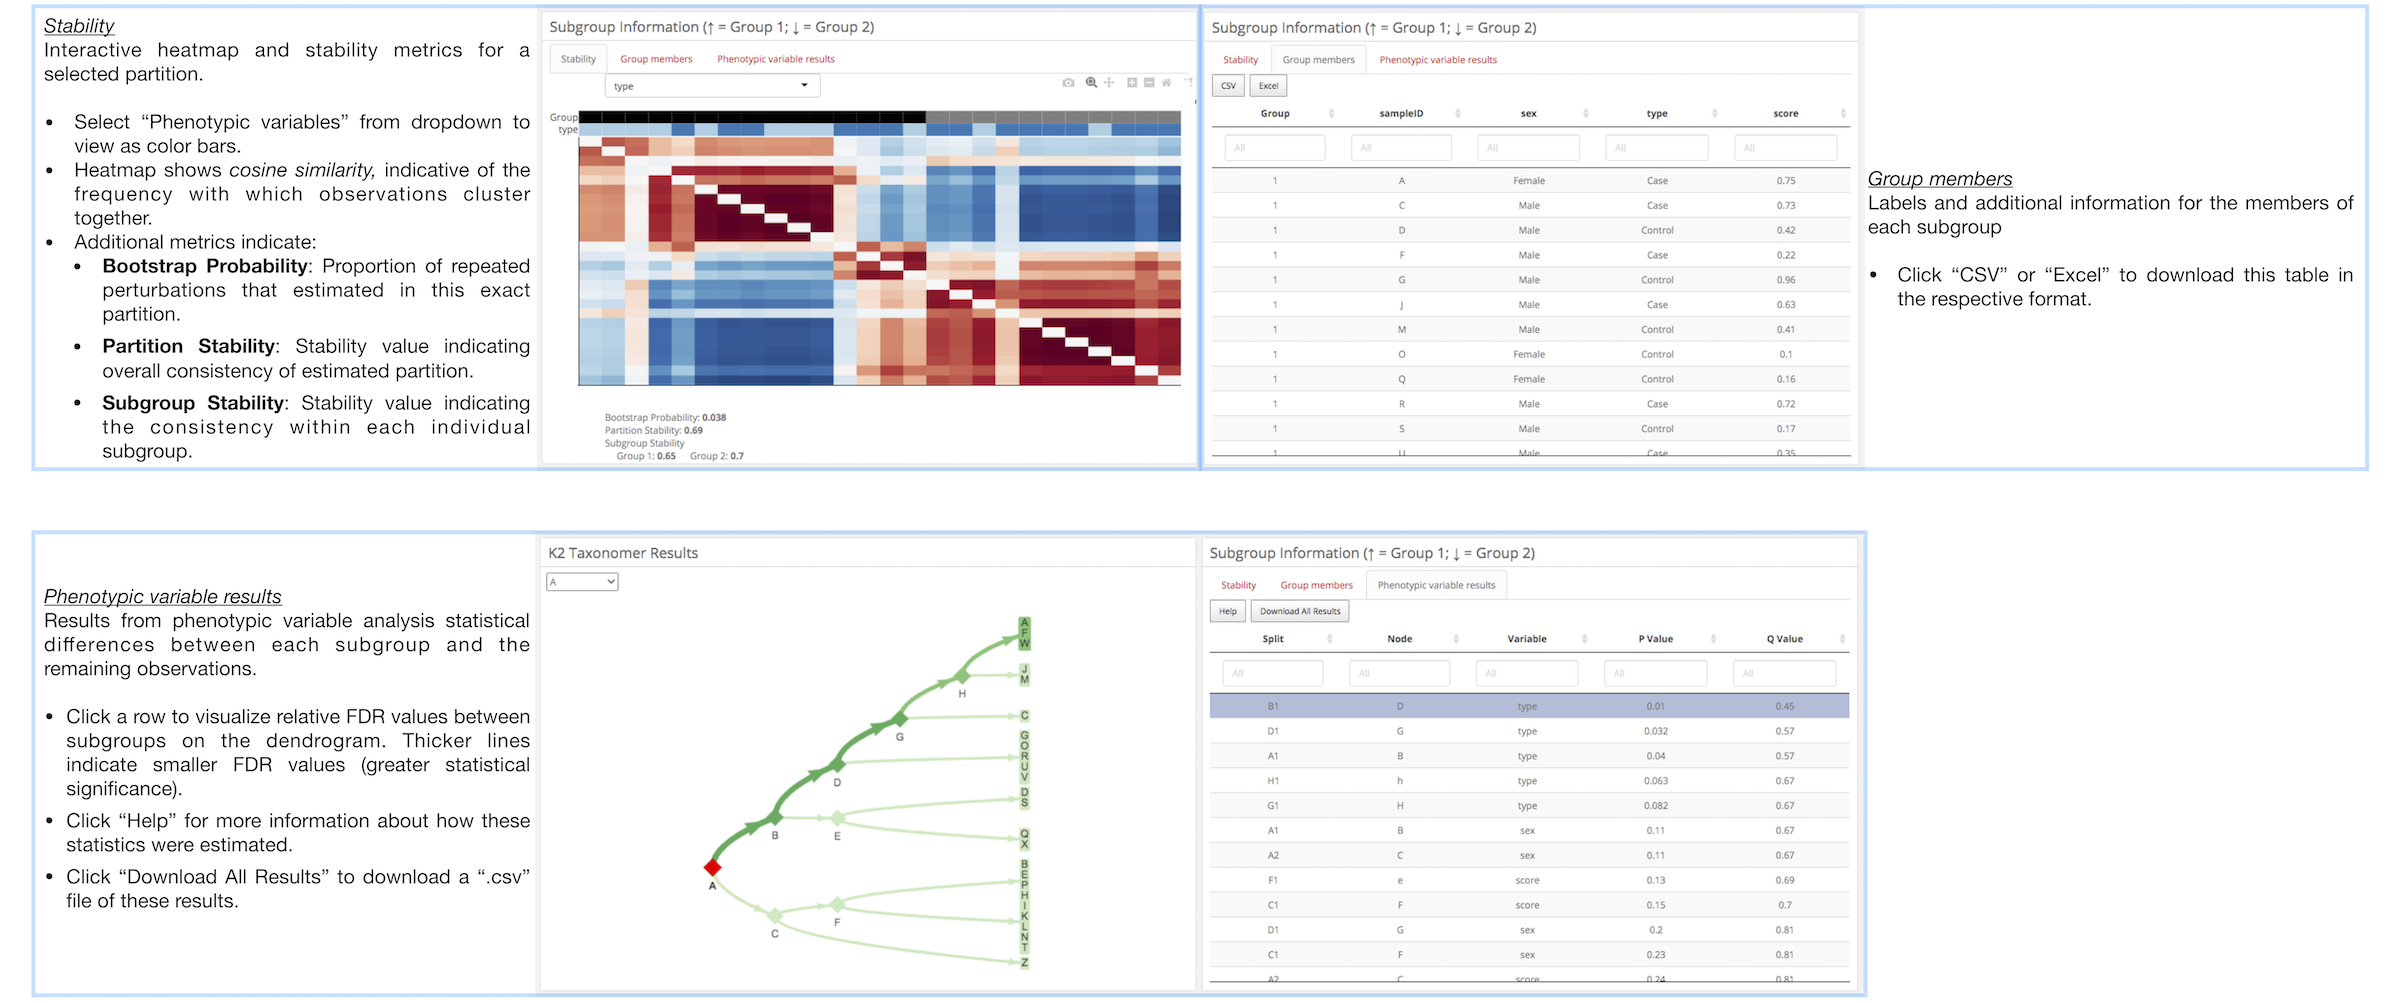 Stability
Interactive heatmap and stability metrics for a
selected partition.
• Select “Phenotypic variables” from dropdown to
view as color bars.
• Heatmap shows cosine similarity, indicative of the
frequency with which observations cluster
together.
• Additional metrics indicate:
• Bootstrap Probability: Proportion of repeated
perturbations that estimated in this exact
partition.
• Partition Stability: Stability value indicating
overall consistency of estimated partition.
• Subgroup Stability: Stability value indicating
the consistency within each individual
subgroup.
Subgroup Information (↑ = Group 1; ↓ = Group 2)
Stability Group members Phenotypic variable results
type
Group
type
Bootstrap Probability: 0.038
Partition Stability: 0.69
Subgroup Stability
Group 1: 0.65 Group 2: 0.7
Subgroup Information (↑ = Group 1; ↓ = Group 2)
Stability Group members Phenotypic variable results
CSV Excel
Group sampleID sex type score
All All All All All
1 A Female Case 0.75
1 C Male Case 0.73
1 D Male Control 0.42
1 F Male Case 0.22
1 G Male Control 0.96
1 J Male Case 0.63
1 M Male Control 0.41
1 O Female Control 0.1
1 Q Female Control 0.16
1 R Male Case 0.72
1 S Male Control 0.17
1 U Male Case 0.35
Group members
Labels and additional information for the members of
each subgroup
• Click “CSV” or “Excel” to download this table in
the respective format.
Phenotypic variable results
Results from phenotypic variable analysis statistical
differences between each subgroup and the
remaining observations.
• Click a row to visualize relative FDR values between
subgroups on the dendrogram. Thicker lines
indicate smaller FDR values (greater statistical
significance).
• Click “Help” for more information about how these
statistics were estimated.
• Click “Download All Results” to download a “.csv”
file of these results.
K2 Taxonomer Results
A
A
F
W
J
M
H
C
G
G
O
R
U
V
D
D
S
B
E
Q
X
A
B
E
P
H
I
K
L
N
T
F
C
Z
Subgroup Information (↑ = Group 1; ↓ = Group 2)
Stability Group members Phenotypic variable results
Help Download All Results
Split Node Variable P Value Q Value
All All All All All
B1 D type 0.01 0.45
D1 G type 0.032 0.57
A1 B type 0.04 0.57
H1 h type 0.063 0.67
G1 H type 0.082 0.67
A1 B sex 0.11 0.67
A2 C sex 0.11 0.67
F1 e score 0.13 0.69
C1 F score 0.15 0.7
D1 G sex 0.2 0.81
C1 F sex 0.23 0.81
A2 C score 0.24 0.81